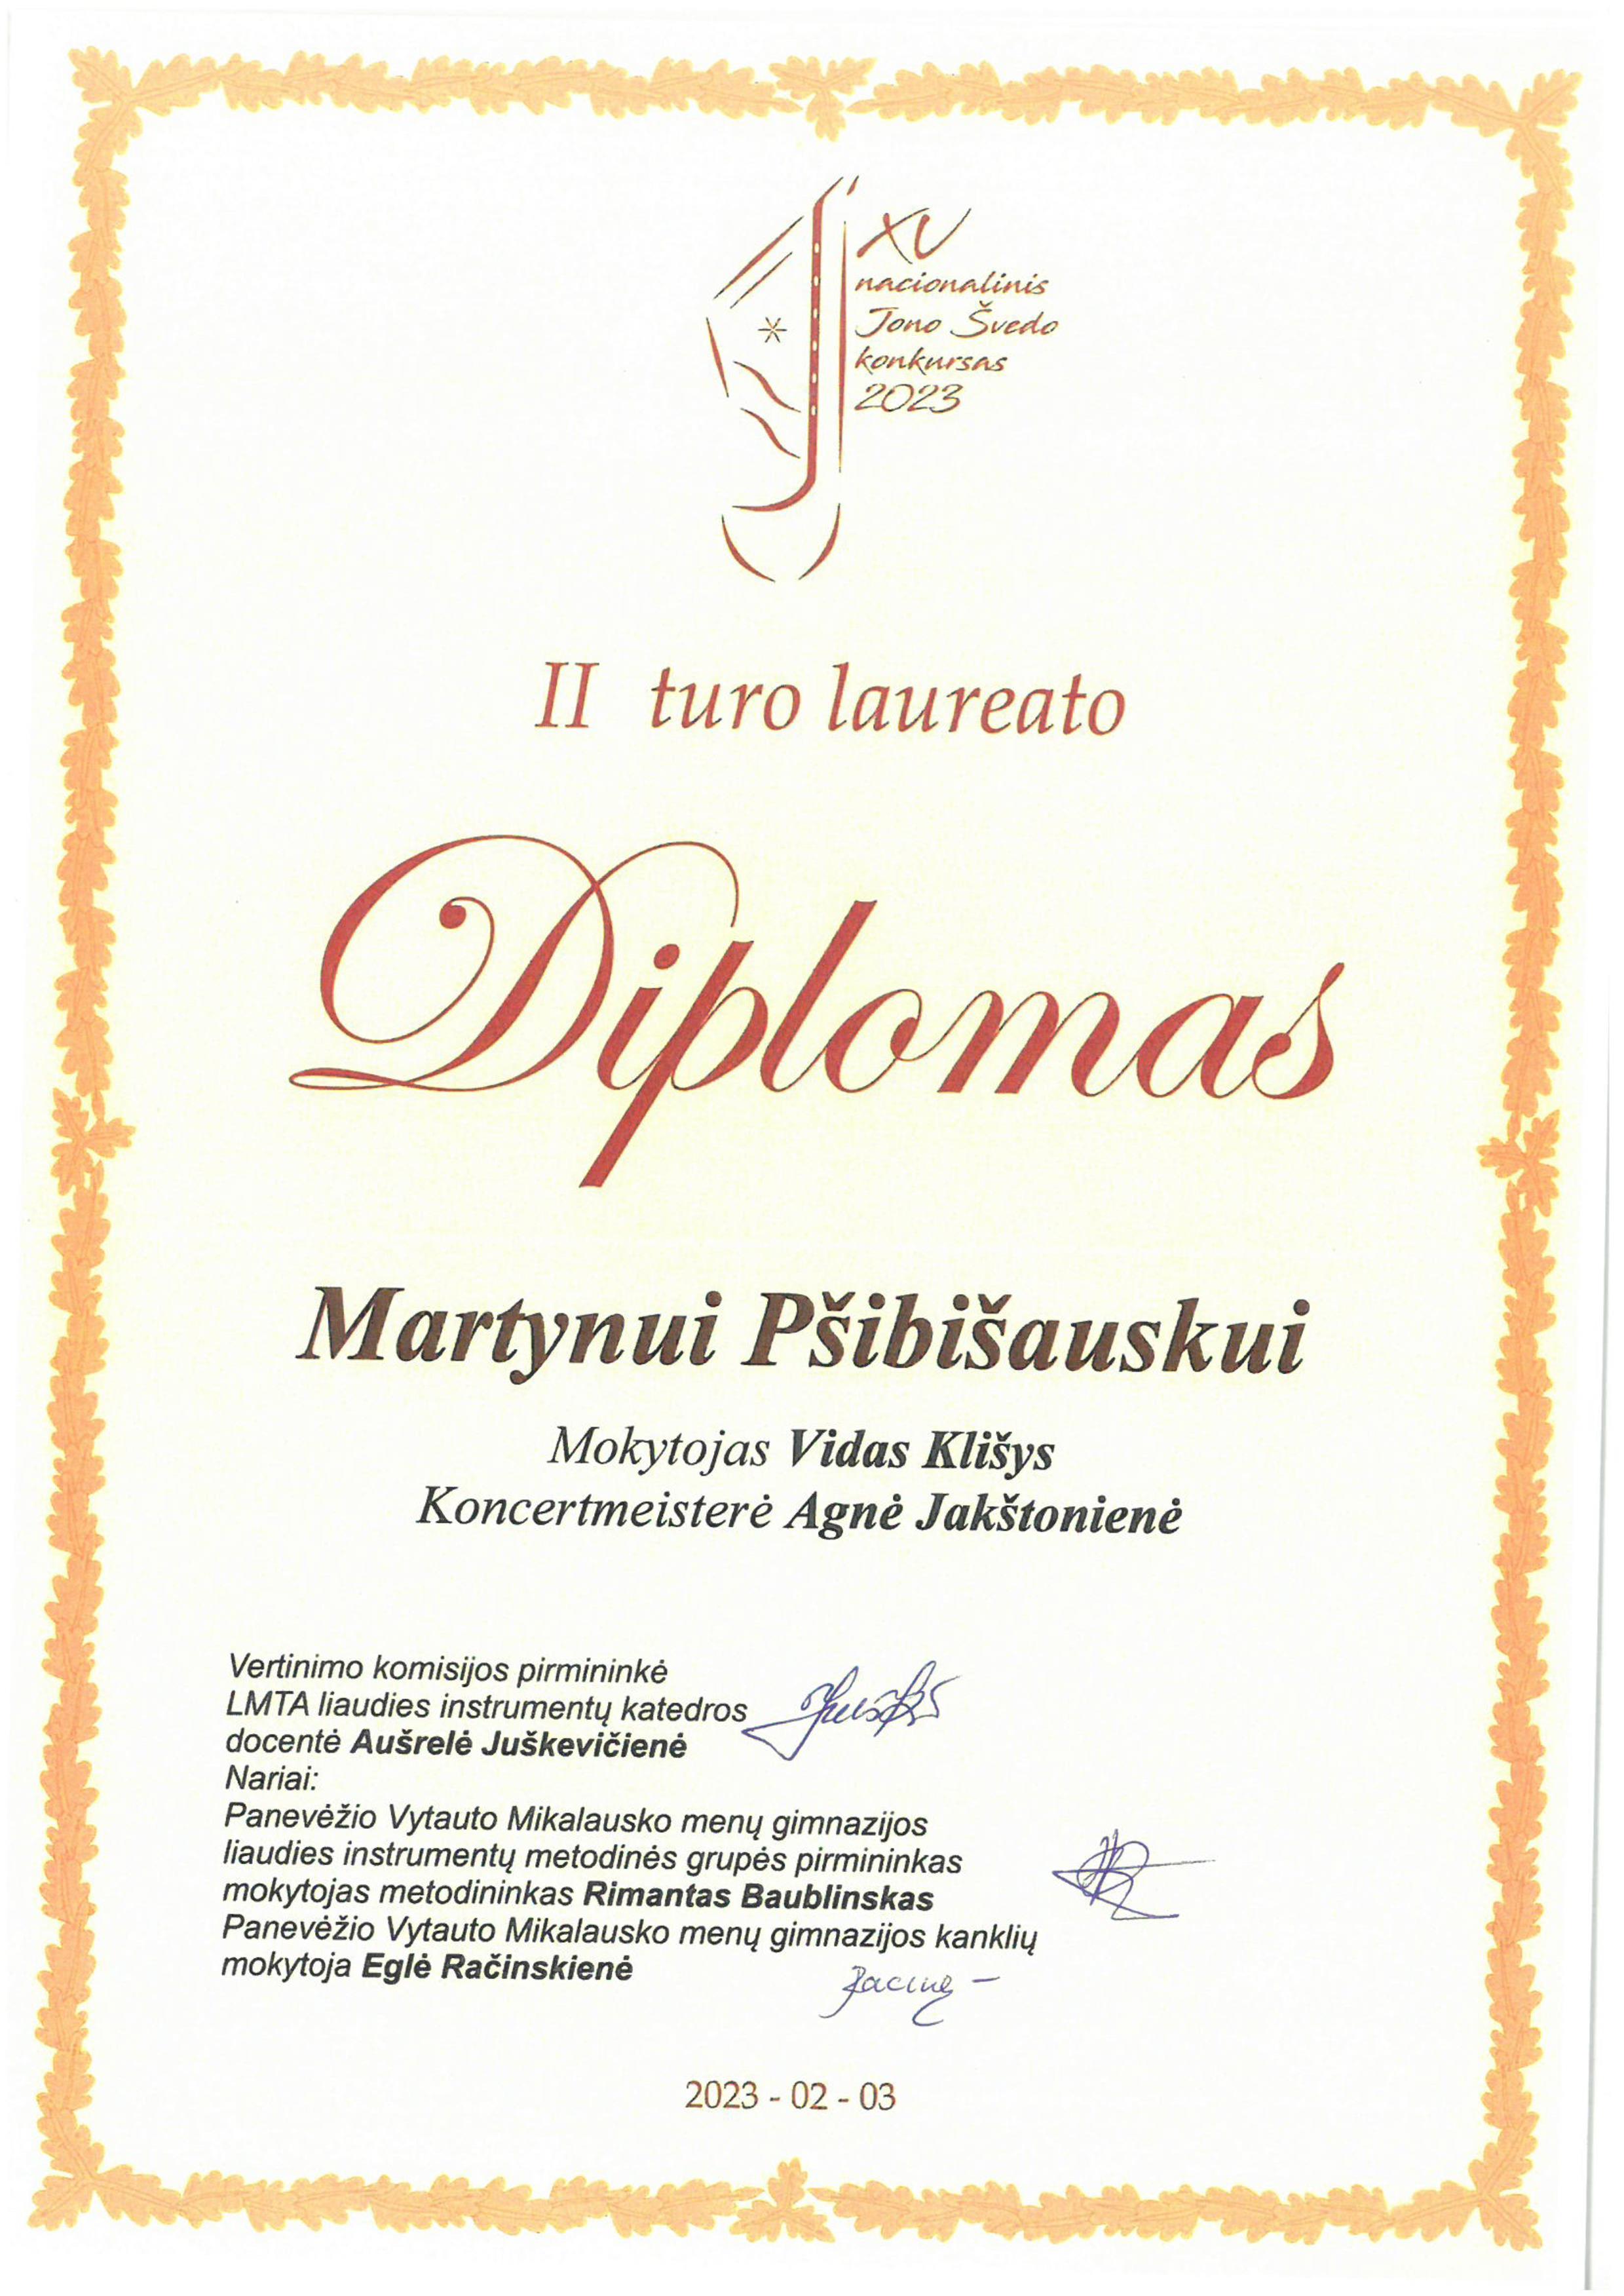 XV
nacionalinis
Jono Švedo
konkursas
2023
II turo laureato
Diplomas
Martynui Pšibišauskui
Mokytojas Vidas Klišys
Koncertmeisterė Agnė Jakštonienė
Vertinimo komisijos pirmininkė
LMTA liaudies instrumentų katedros
docentė Aušrelė Juškevičienė
Nariai:
Panevėžio Vytauto Mikalausko menų gimnazijos
liaudies instrumentų metodinės grupės pirmininkas
mokytojas metodininkas Rimantas Baublinskas
Panevėžio Vytauto Mikalausko menų gimnazijos kanklių
mokytoja Eglė Račinskienė
2023 - 02 - 03